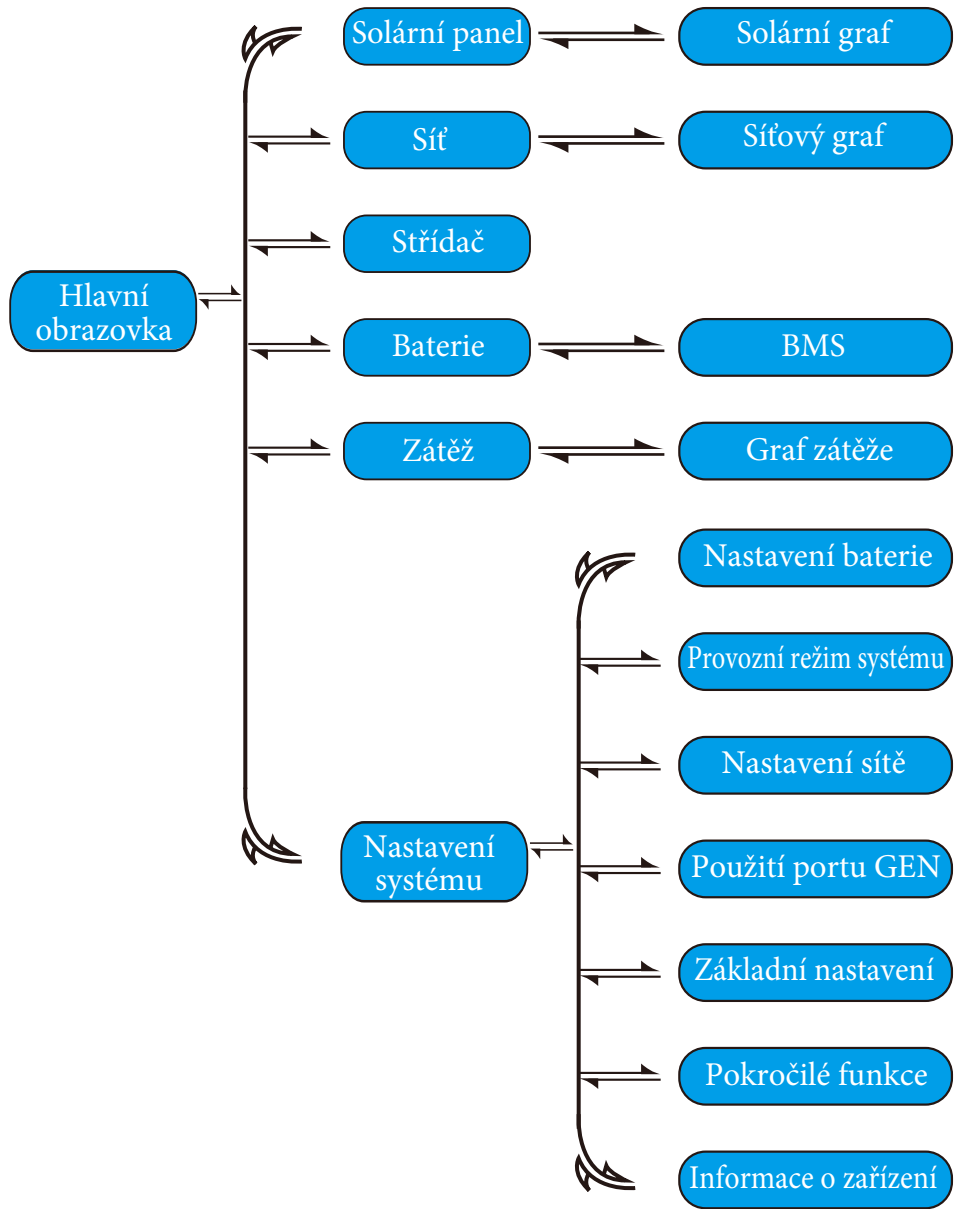 Solární panel
Solární graf
Síť
Síťový graf
Střídač
Hlavní
obrazovka
Baterie
BMS
Zátěž
Graf zátěže
Nastavení baterie
Provozní režim systému
Nastavení sítě
Nastavení
systému
Použití portu GEN
Základní nastavení
Pokročilé funkce
Informace o zařízení